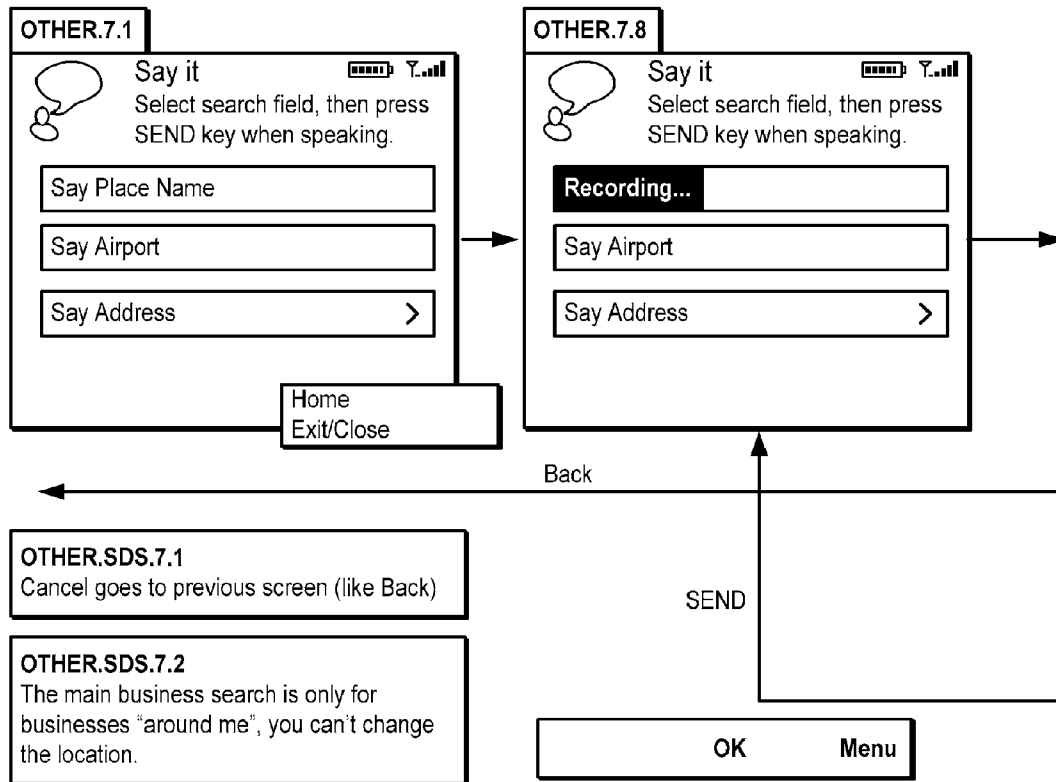 OTHER.7.1
Say it
Select search field, then press
SEND key when speaking.
Say Place Name
Say Airport
Say Address
Home
Exit/Close
OTHER.7.8
Say it
Select search field, then press
SEND key when speaking.
Recording...
Say Airport
Say Address
Back
SEND
OTHER.SDS.7.1
Cancel goes to previous screen (like Back)
OTHER.SDS.7.2
The main business search is only for
businesses “around me”, you can’t change
the location.
OK Menu